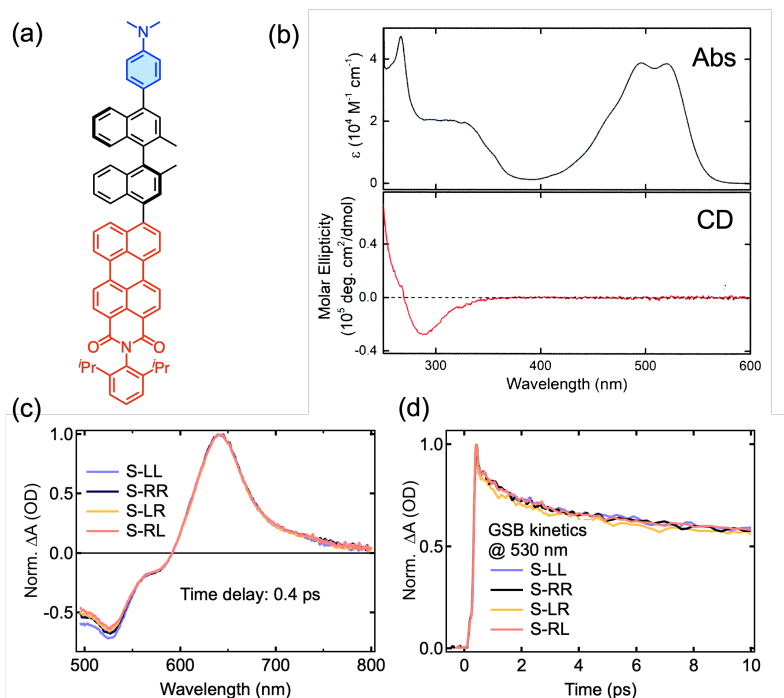 (a)
N
O
N
O
iPr
iPr
(b)
Abs
ε (10⁴ M⁻¹ cm⁻¹)
4
2
0
CD
Molar Ellipticity
(10⁵ deg. cm²/dmol)
0.4
0.0
-0.4
300
400
500
600
Wavelength (nm)
(c)
Norm. ΔA (OD)
1.0
0.5
0.0
-0.5
S-LL
S-RR
S-LR
S-RL
Time delay: 0.4 ps
500
600
700
800
Wavelength (nm)
(d)
Norm. ΔA (OD)
1.0
0.5
0.0
GSB kinetics
@ 530 nm
S-LL
S-RR
S-LR
S-RL
0
2
4
6
8
10
Time (ps)